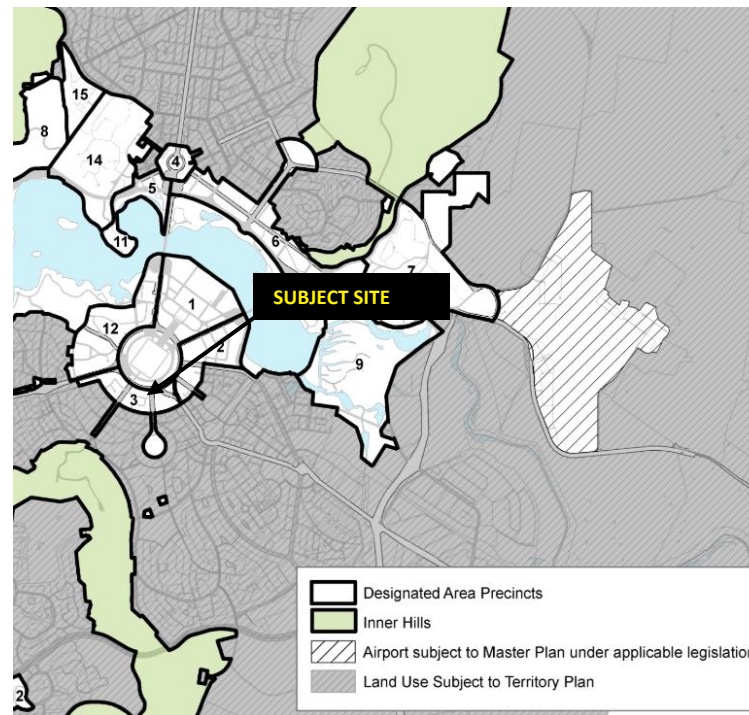 15
8
14
4
5
11
6
7
SUBJECT SITE
1
12
2
9
3
Designated Area Precincts
Inner Hills
Airport subject to Master Plan under applicable legislation
Land Use Subject to Territory Plan
2